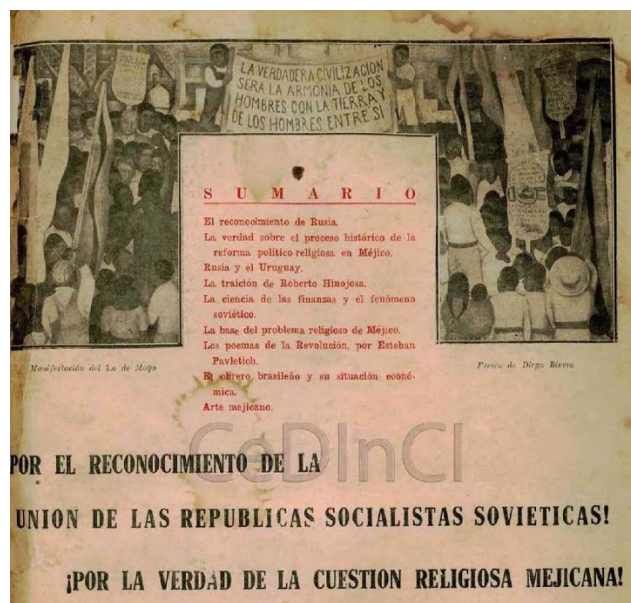 LA VERDADERA CIVILIZACION
SERA LA ARMONIA DE LOS
HOMBRES CON LA TIERRA Y
DE LOS HOMBRES ENTRE SI
SUMARIO
El reconocimiento de Rusia.
La verdad sobre el proceso histórico de la
reforma político-religiosa en Méjico.
Rusia y el Uruguay.
La traición de Roberto Hinojosa.
La ciencia de las finanzas y el fenómeno
soviético.
La base del problema religioso de Méjico.
Los poemas de la Revolución, por Esteban
Pavletich.
El obrero brasileño y su situación econó-
mica.
Arte mejicano.
Manifestación del 1.o de Mayo
Fresco de Diego Rivera
CeDInCI
POR EL RECONOCIMIENTO DE LA
UNION DE LAS REPUBLICAS SOCIALISTAS SOVIETICAS!
¡POR LA VERDAD DE LA CUESTION RELIGIOSA MEJICANA!